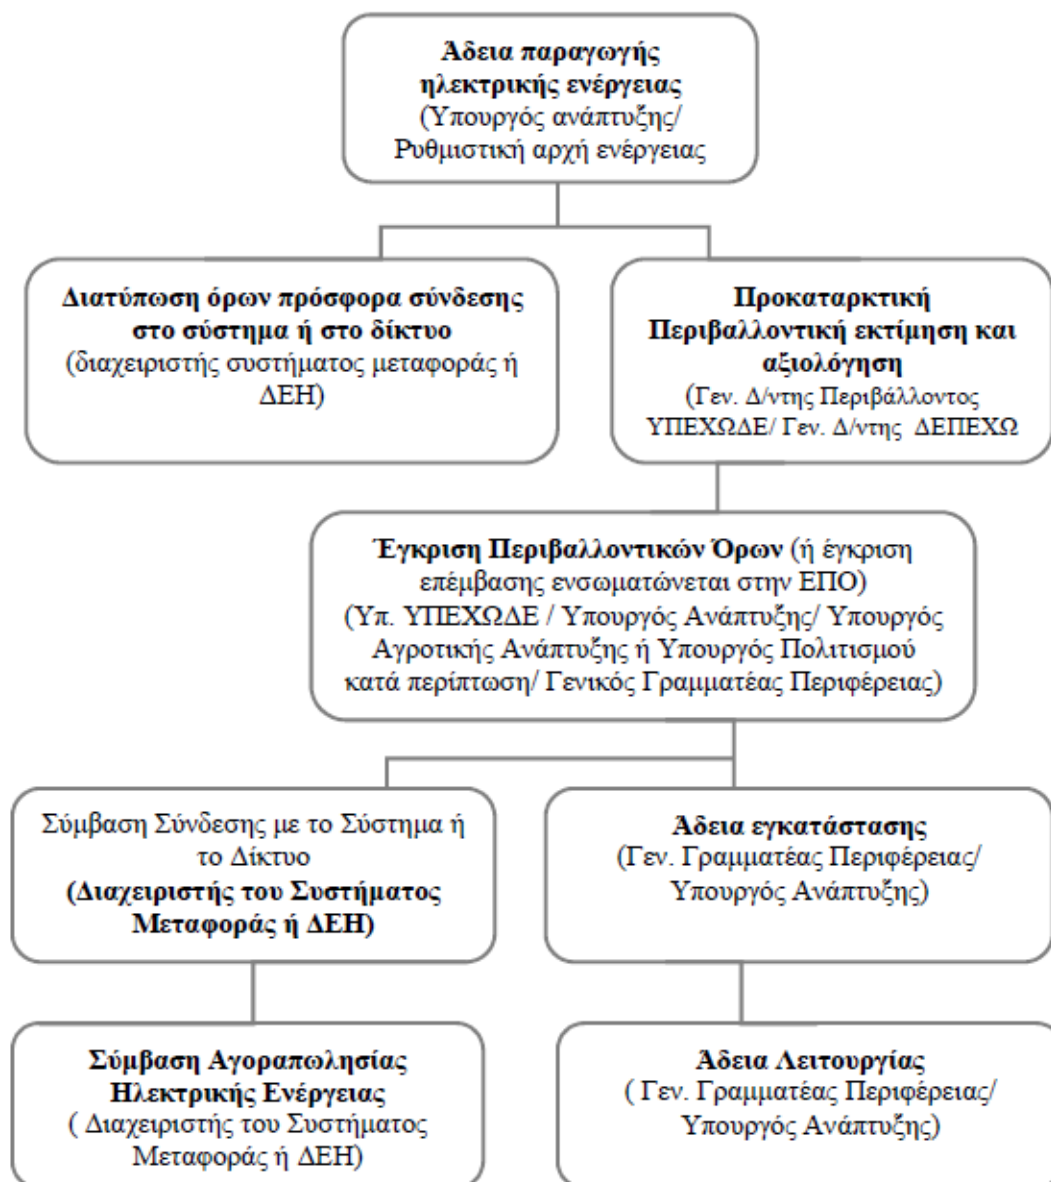 Άδεια παραγωγής
ηλεκτρικής ενέργειας
(Υπουργός ανάπτυξης/
Ρυθμιστική αρχή ενέργειας
Διατύπωση όρων πρόσφορα σύνδεσης
στο σύστημα ή στο δίκτυο
(διαχειριστής συστήματος μεταφοράς ή
ΔΕΗ)
Προκαταρκτική
Περιβαλλοντική εκτίμηση και
αξιολόγηση
(Γεν. Δ/ντης Περιβάλλοντος
ΥΠΕΧΩΔΕ/ Γεν. Δ/ντης ΔΕΠΕΧΩ
Έγκριση Περιβαλλοντικών Όρων (ή έγκριση
επέμβασης ενσωματώνεται στην ΕΠΟ)
(Υπ. ΥΠΕΧΩΔΕ / Υπουργός Ανάπτυξης/ Υπουργός
Αγροτικής Ανάπτυξης ή Υπουργός Πολιτισμού
κατά περίπτωση/ Γενικός Γραμματέας Περιφέρειας)
Σύμβαση Σύνδεσης με το Σύστημα ή
το Δίκτυο
(Διαχειριστής του Συστήματος
Μεταφοράς ή ΔΕΗ)
Άδεια εγκατάστασης
(Γεν. Γραμματέας Περιφέρειας/
Υπουργός Ανάπτυξης)
Σύμβαση Αγοραπωλησίας
Ηλεκτρικής Ενέργειας
( Διαχειριστής του Συστήματος
Μεταφοράς ή ΔΕΗ)
Άδεια Λειτουργίας
( Γεν. Γραμματέας Περιφέρειας/
Υπουργός Ανάπτυξης)